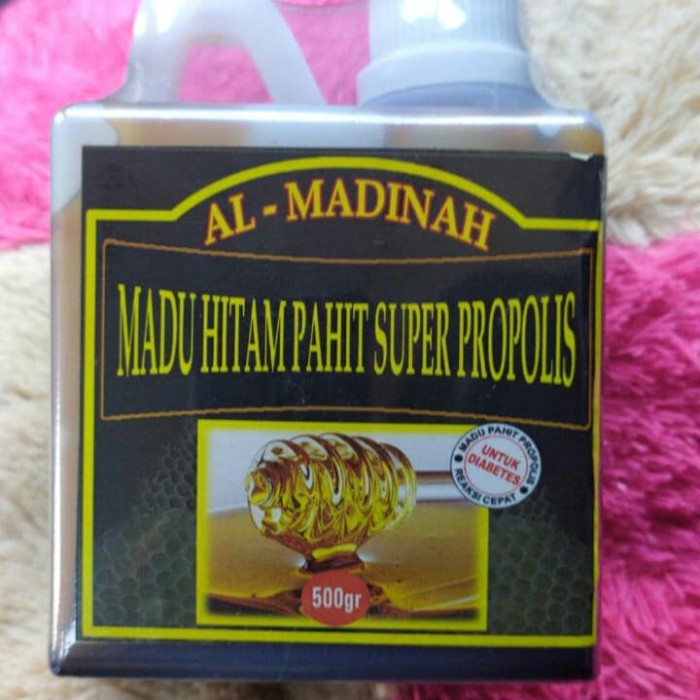 AL - MADINAH
MADU HITAM PAHIT SUPER PROPOLIS
MADU PAHIT PROPOLIS
UNTUK
DIABETES
REAKSI CEPAT
500gr